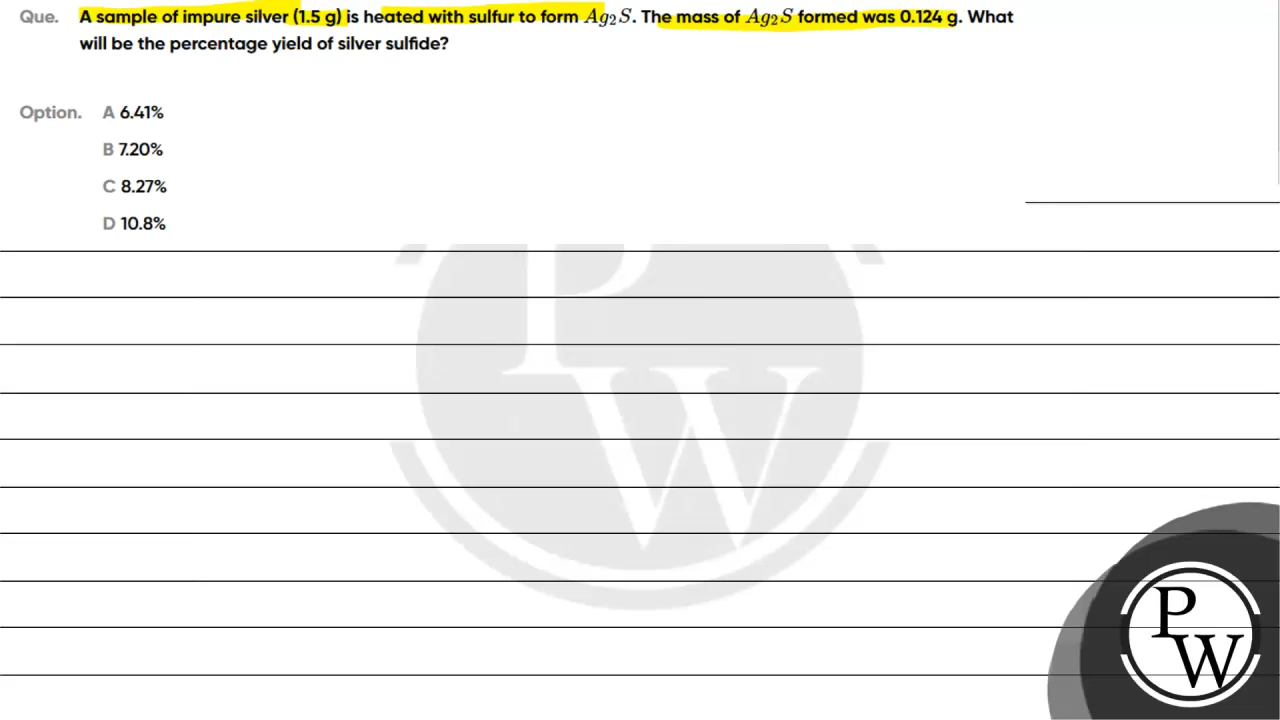 Que. A sample of impure silver (1.5 g) is heated with sulfur to form Ag₂S. The mass of Ag₂S formed was 0.124 g. What
will be the percentage yield of silver sulfide?
Option. A 6.41%
B 7.20%
C 8.27%
D 10.8%
P
W
P
W